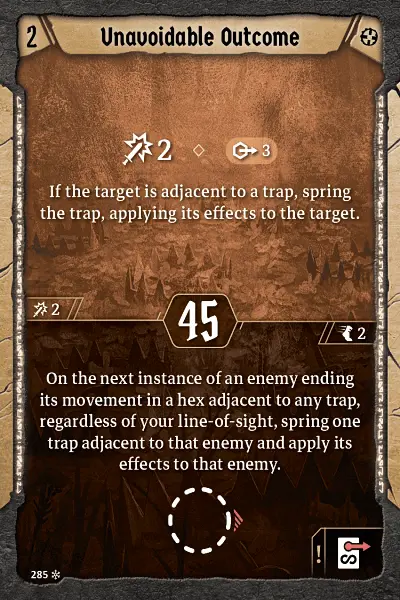 2 Unavoidable Outcome
2 3
If the target is adjacent to a trap, spring
the trap, applying its effects to the target.
2
45
2
On the next instance of an enemy ending
its movement in a hex adjacent to any trap,
regardless of your line-of-sight, spring one
trap adjacent to that enemy and apply its
effects to that enemy.
!
285